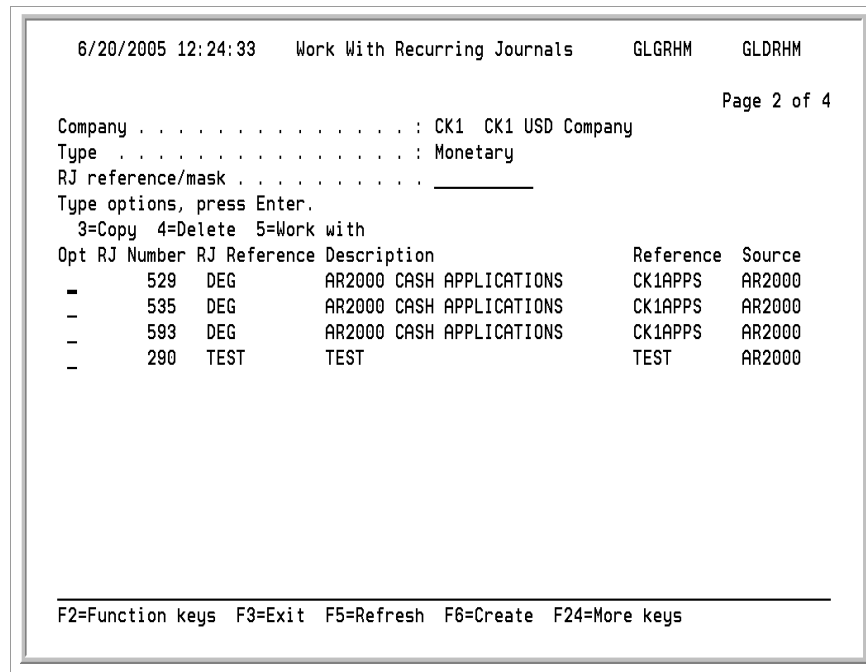 6/20/2005 12:24:33 Work With Recurring Journals GLGRHM GLDRHM
Page 2 of 4
Company . . . . . . . . . . . . . . : CK1 CK1 USD Company
Type . . . . . . . . . . . . . . . : Monetary
RJ reference/mask . . . . . . . . . . __________
Type options, press Enter.
3=Copy 4=Delete 5=Work with
Opt RJ Number RJ Reference Description Reference Source
_ 529 DEG AR2000 CASH APPLICATIONS CK1APPS AR2000
_ 535 DEG AR2000 CASH APPLICATIONS CK1APPS AR2000
_ 593 DEG AR2000 CASH APPLICATIONS CK1APPS AR2000
_ 290 TEST TEST TEST AR2000
F2=Function keys F3=Exit F5=Refresh F6=Create F24=More keys